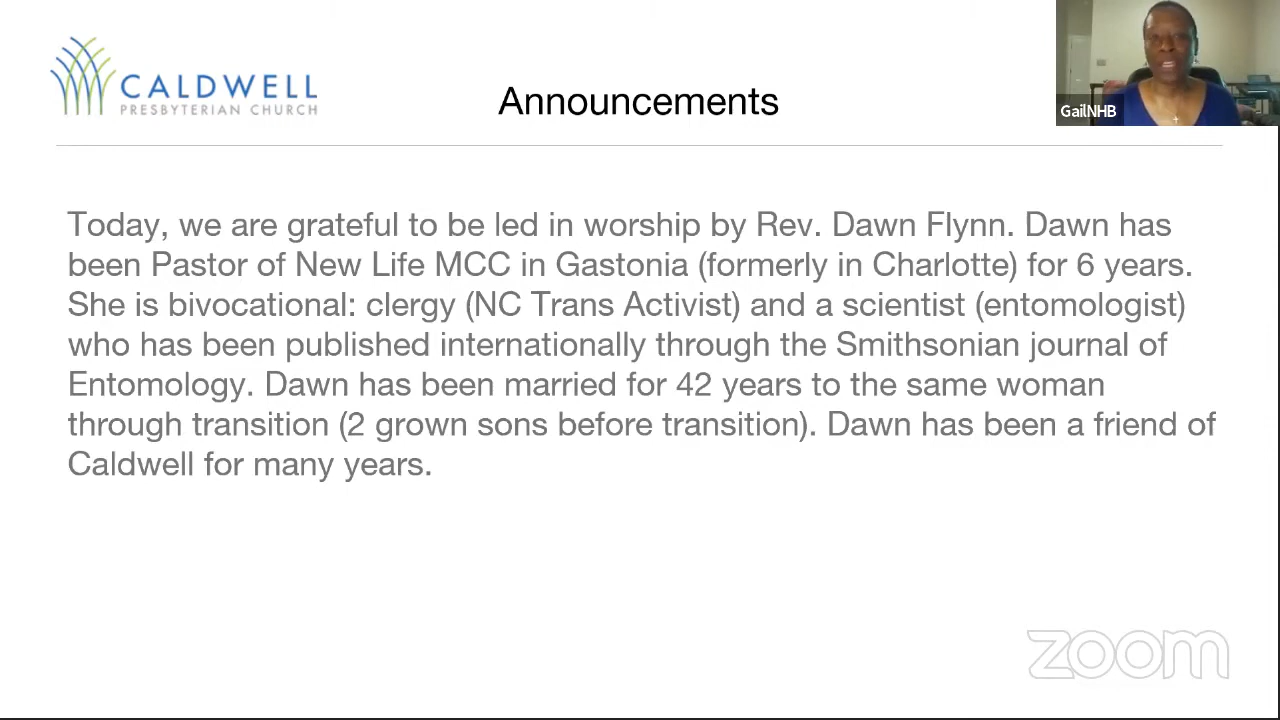 CALDWELL
PRESBYTERIAN CHURCH
Announcements
GailNHB
Today, we are grateful to be led in worship by Rev. Dawn Flynn. Dawn has
been Pastor of New Life MCC in Gastonia (formerly in Charlotte) for 6 years.
She is bivocational: clergy (NC Trans Activist) and a scientist (entomologist)
who has been published internationally through the Smithsonian journal of
Entomology. Dawn has been married for 42 years to the same woman
through transition (2 grown sons before transition). Dawn has been a friend of
Caldwell for many years.
zoom